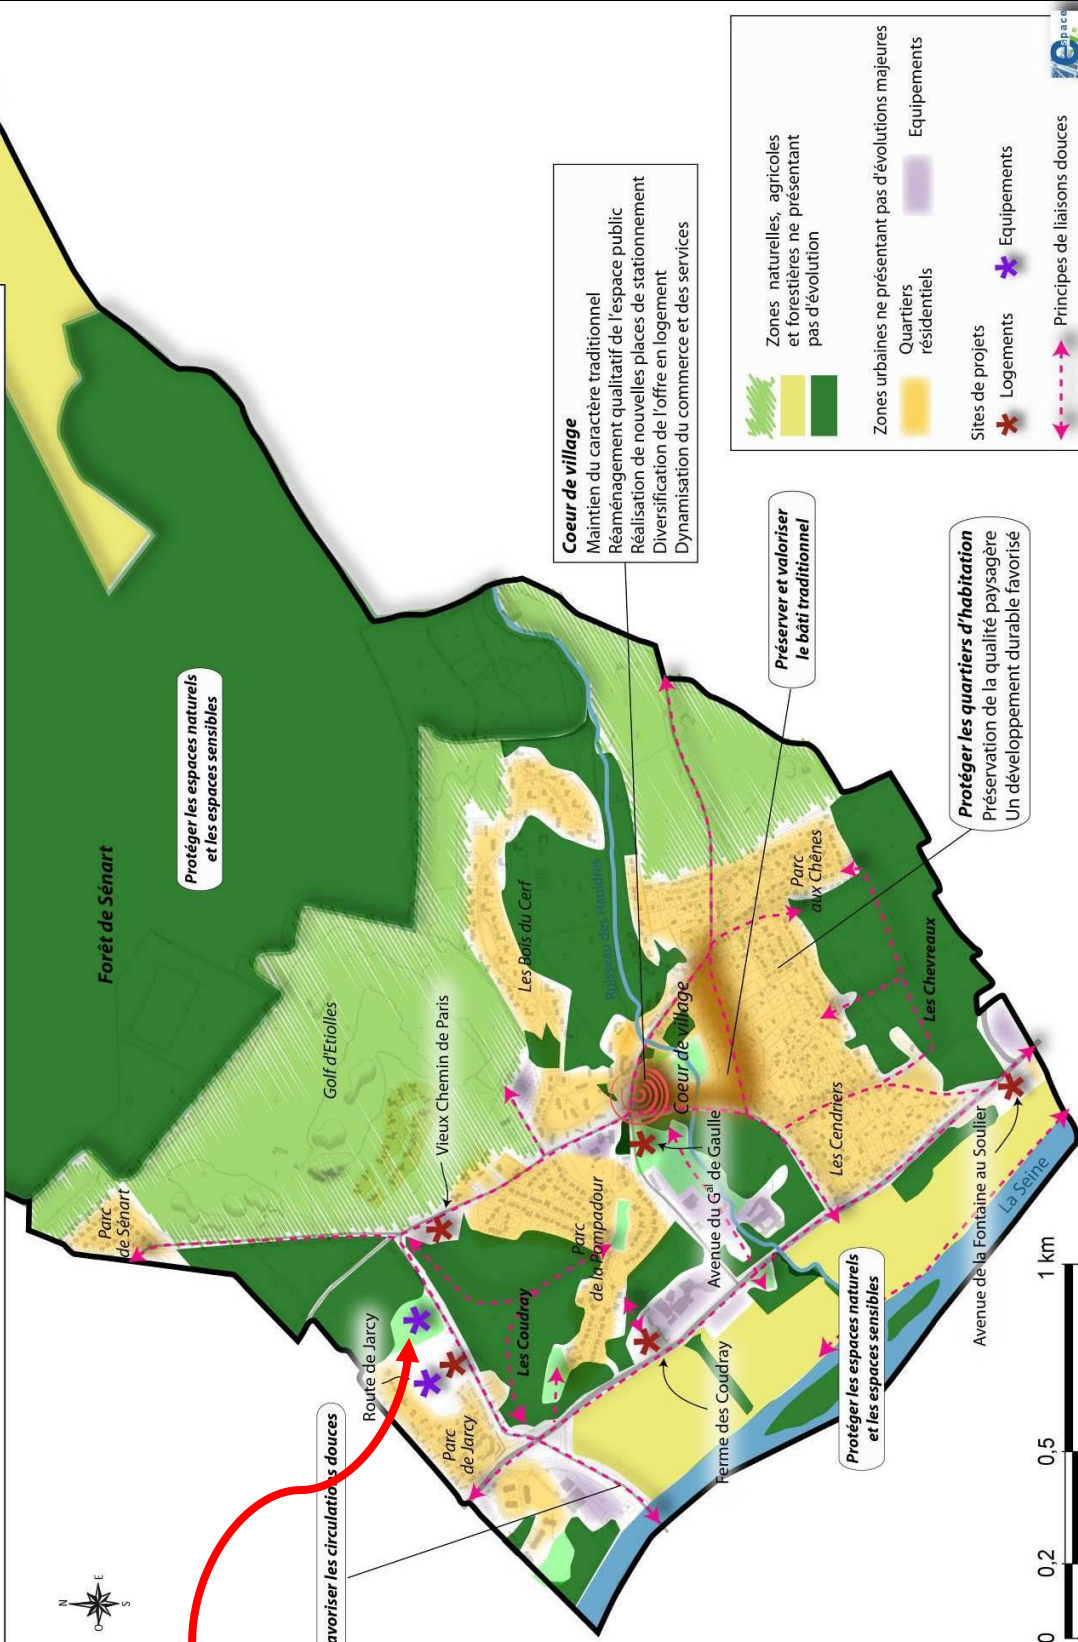 Forêt de Sénart
Protéger les espaces naturels
et les espaces sensibles
Parc
de Sénart
Golf d'Etiolles
Vieux Chemin de Paris
Les Bois du Cerf
Ruisseau des Hauldres
Coeur de village
Maintien du caractère traditionnel
Réaménagement qualitatif de l'espace public
Réalisation de nouvelles places de stationnement
Diversification de l'offre en logement
Dynamisation du commerce et des services
Route de Jarcy
Parc
de Jarcy
Les Coudray
Parc
de la Pompadour
Coeur de village
Avenue du Gal de Gaulle
Ferme des Coudray
avoriser les circulations douces
Préserver et valoriser
le bâti traditionnel
Parc
aux Chênes
Les Cendriers
Les Chevreaux
Protéger les quartiers d'habitation
Préservation de la qualité paysagère
Un développement durable favorisé
Avenue de la Fontaine au Soulier
La Seine
Protéger les espaces naturels
et les espaces sensibles
Zones naturelles, agricoles
et forestières ne présentant
pas d'évolution
Zones urbaines ne présentant pas d'évolutions majeures
Quartiers
résidentiels
Equipements
Sites de projets
Logements
Equipements
Principes de liaisons douces
espace
N
O E
S
0 0,2 0,5 1 km